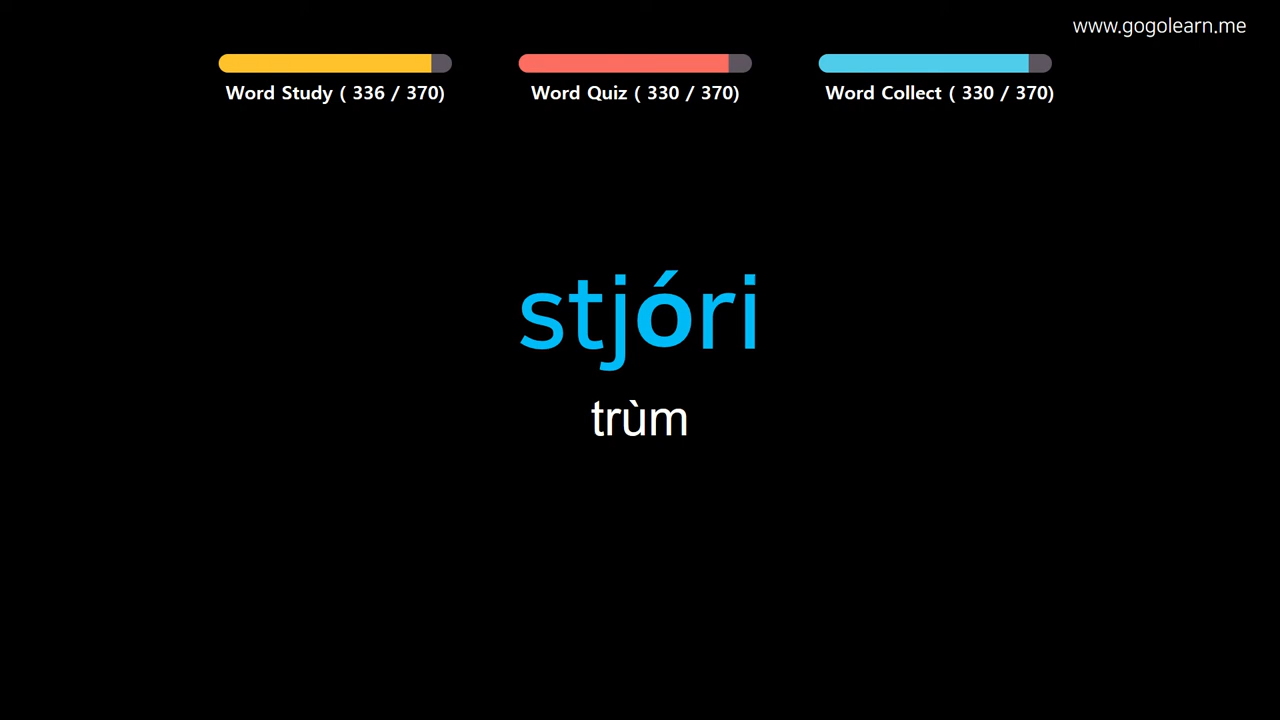 www.gogolearn.me
Word Study ( 336 / 370)
Word Quiz ( 330 / 370)
Word Collect ( 330 / 370)
stjóri
trùm